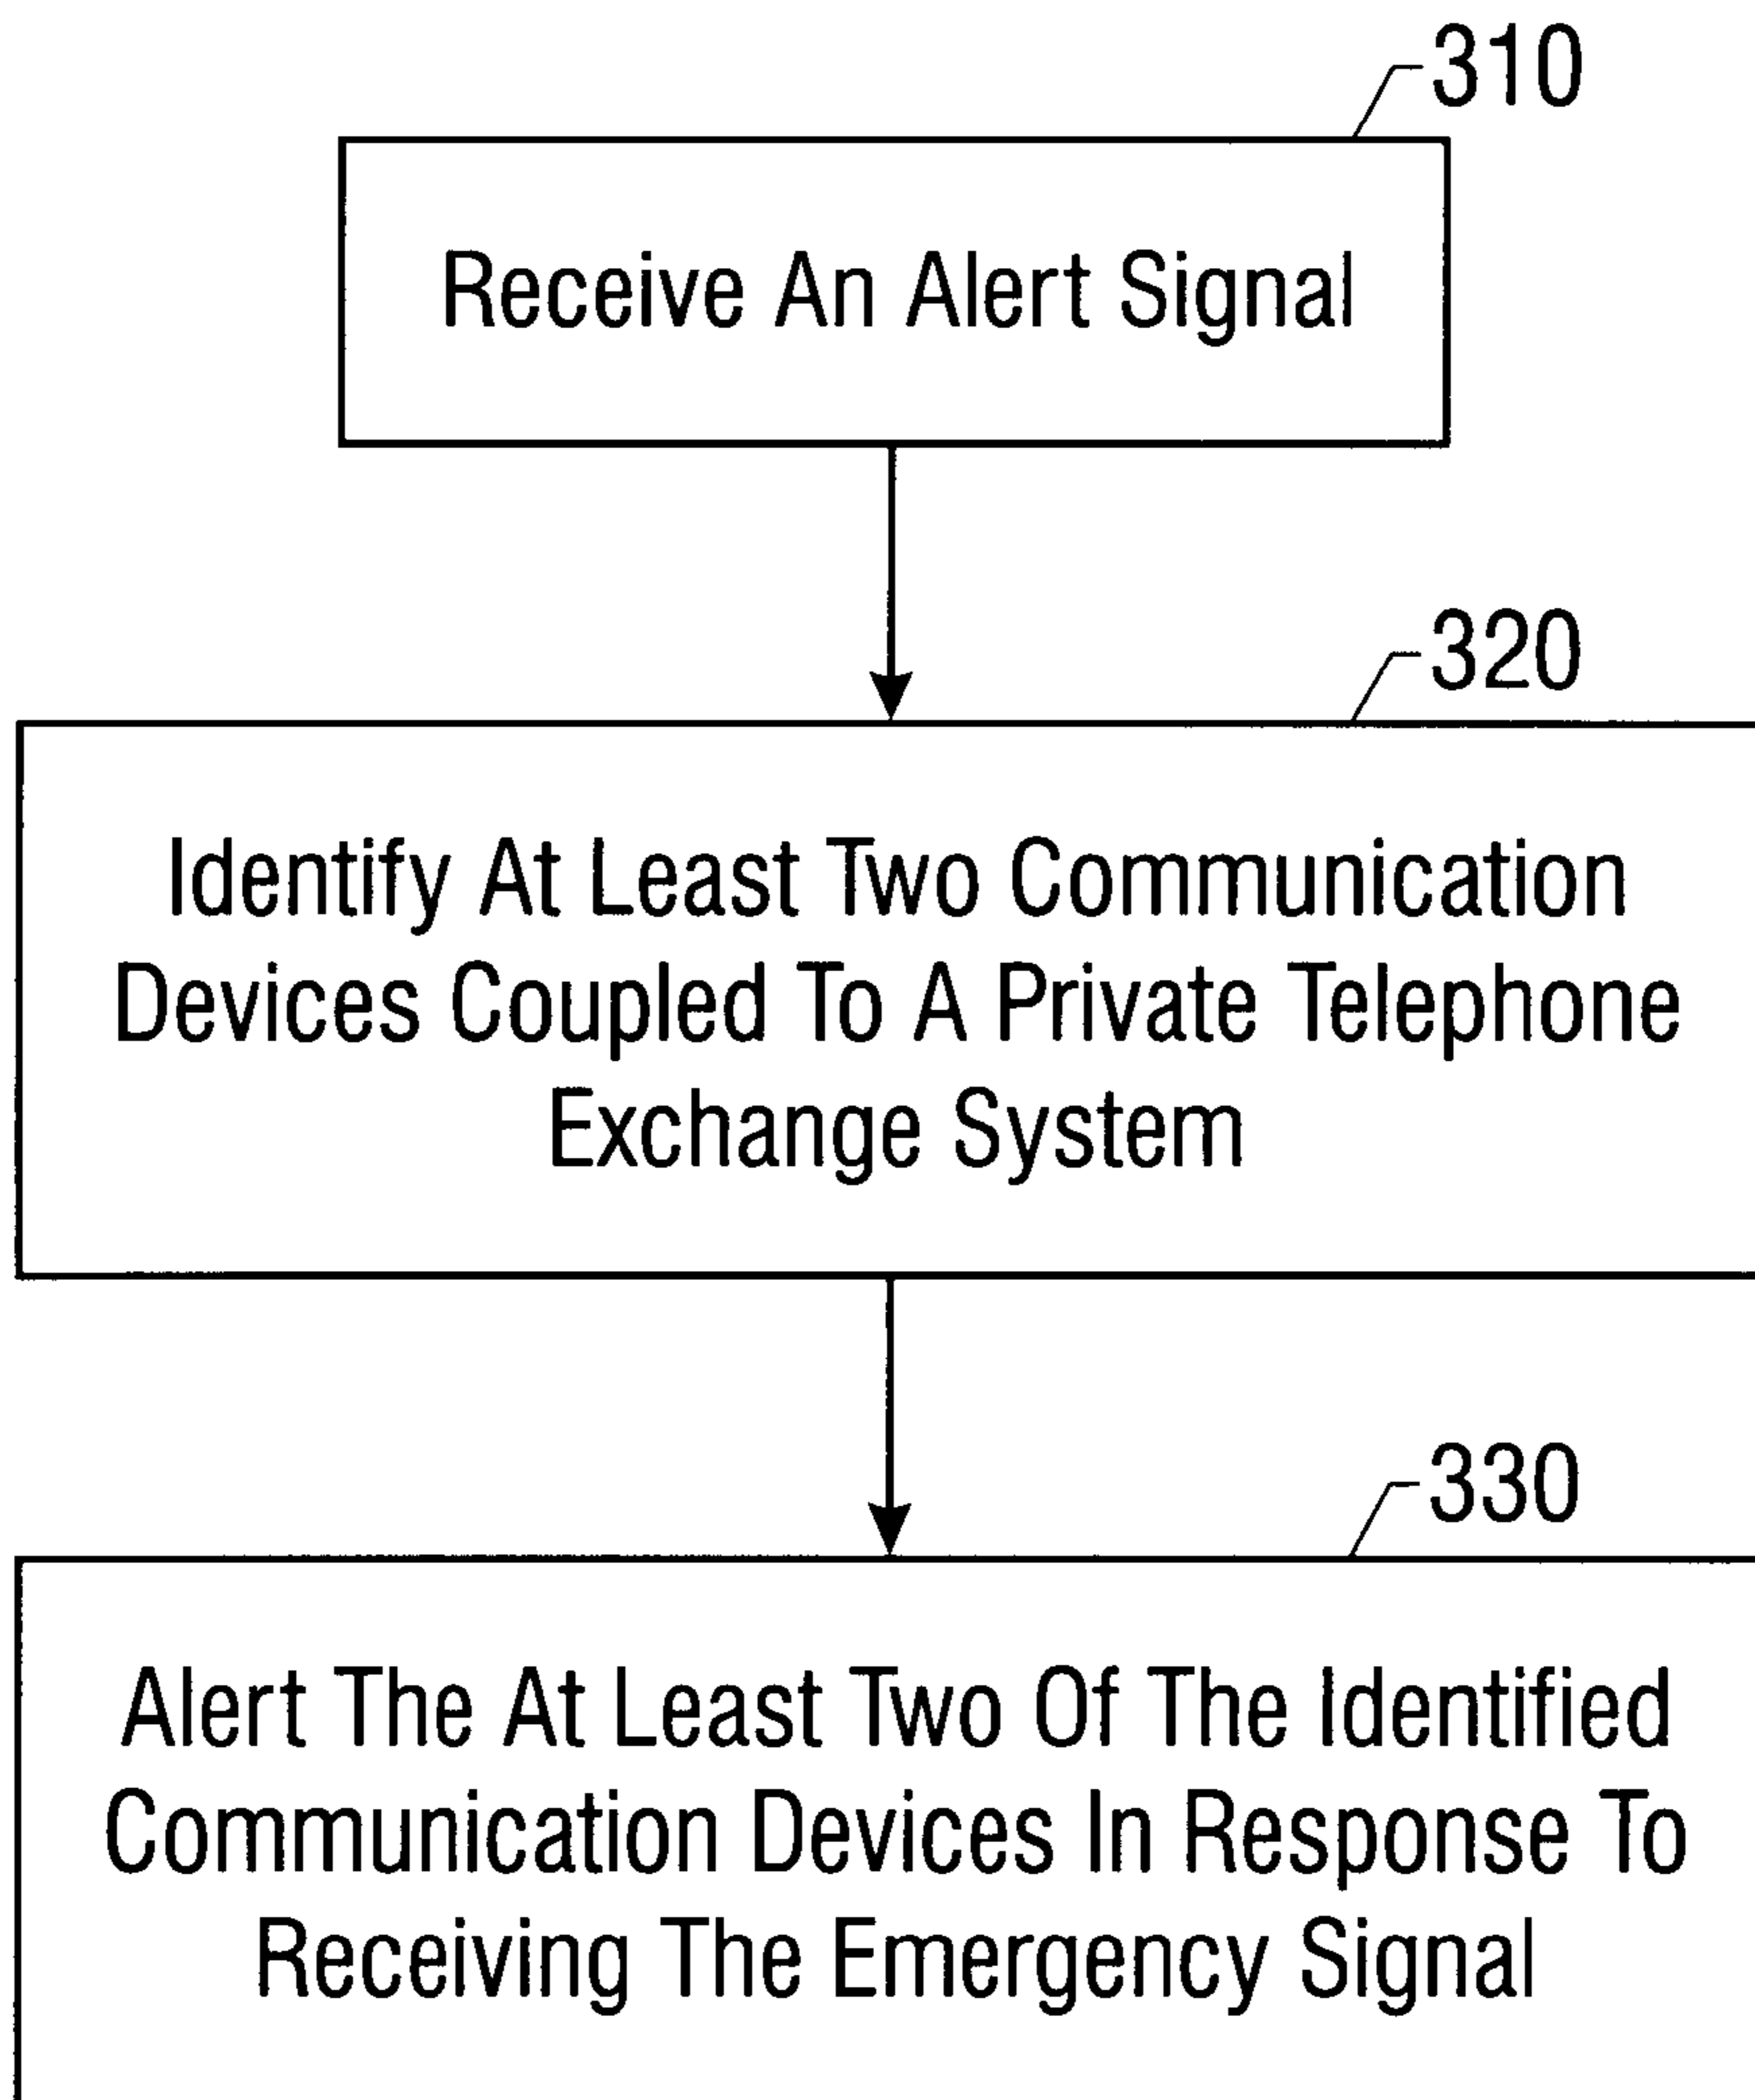 310
Receive An Alert Signal
320
Identify At Least Two Communication
Devices Coupled To A Private Telephone
Exchange System
330
Alert The At Least Two Of The Identified
Communication Devices In Response To
Receiving The Emergency Signal